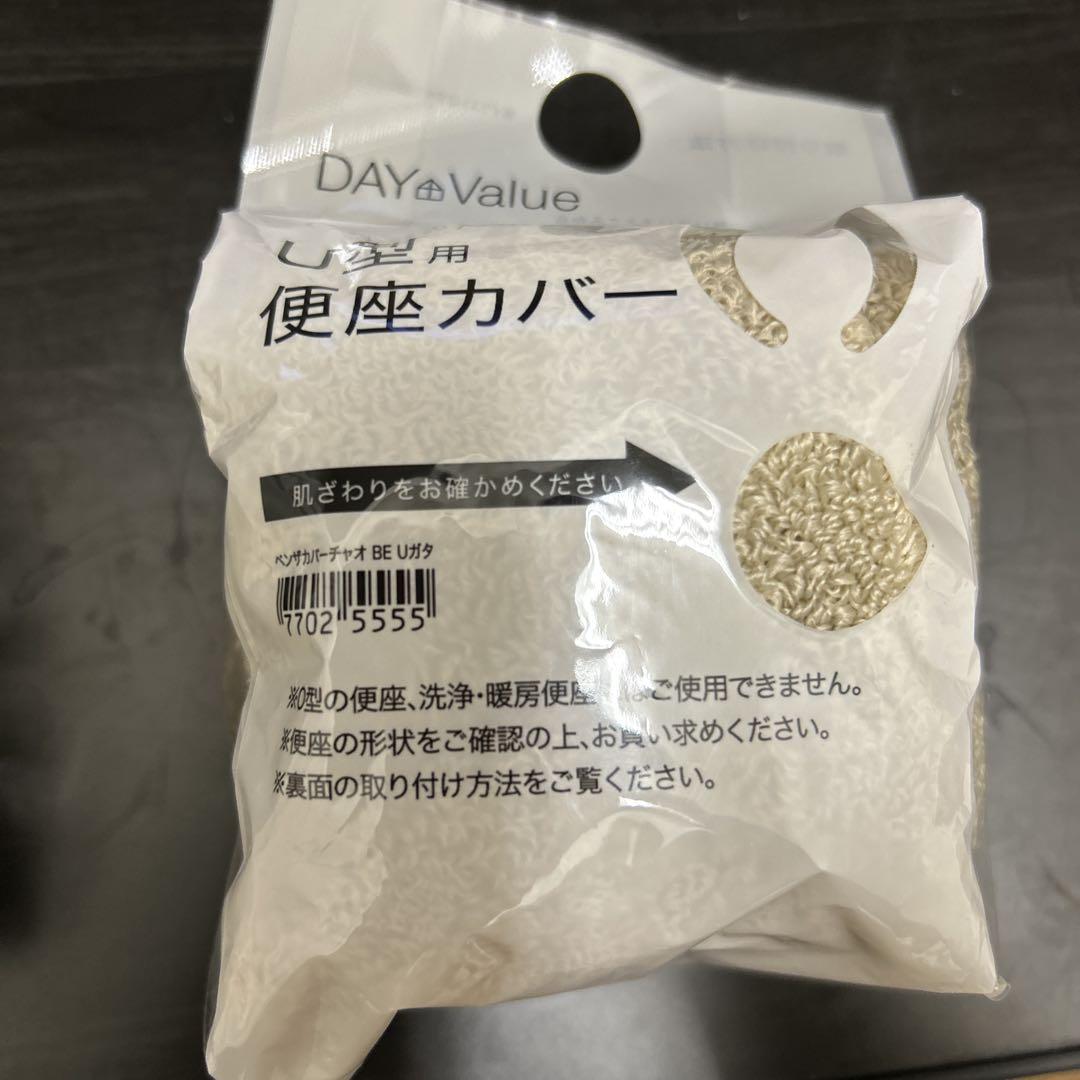 DAY Value
U型用
便座カバー
肌ざわりをお確かめください
ベンザカバーチャオ BE Uガタ
7702 5555
※O型の便座、洗浄・暖房便座 はご使用できません。
※便座の形状をご確認の上、お買い求めください。
※裏面の取り付け方法をご覧ください。